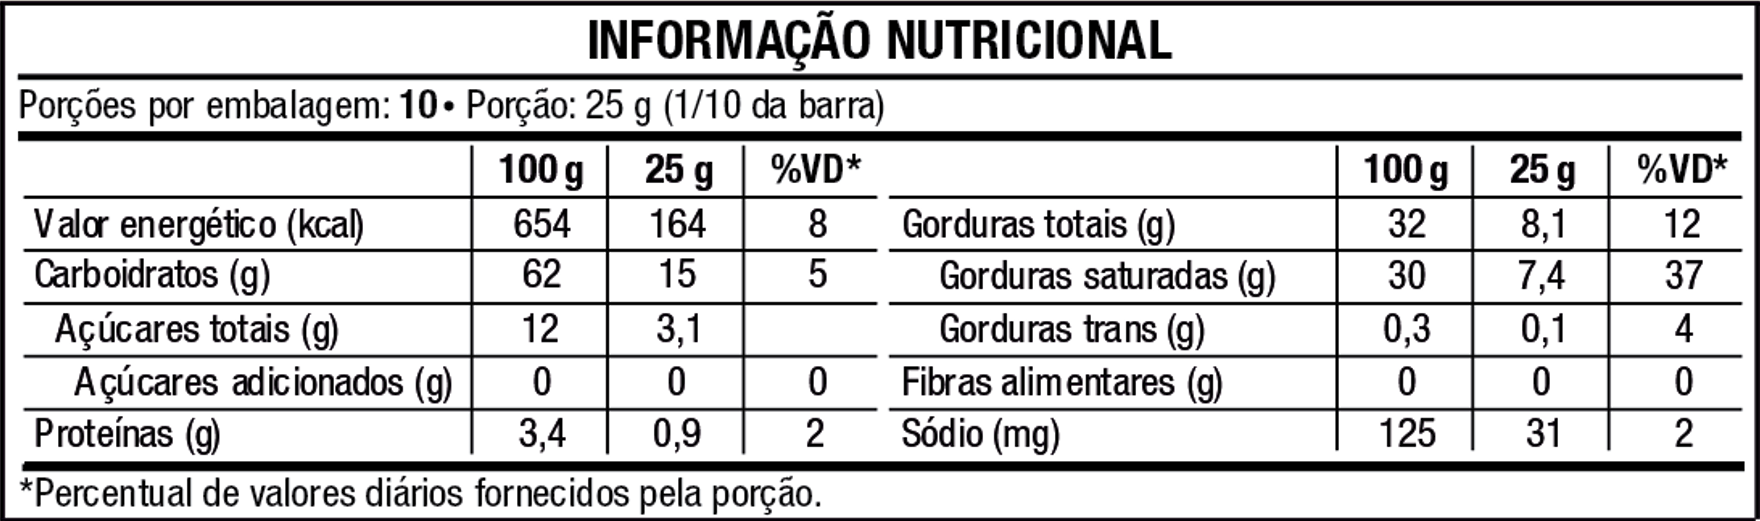 INFORMAÇÃO NUTRICIONAL
Porções por embalagem: 10 • Porção: 25 g (1/10 da barra)
100 g 25 g %VD* 100 g 25 g %VD*
Valor energético (kcal) 654 164 8 Gorduras totais (g) 32 8,1 12
Carboidratos (g) 62 15 5 Gorduras saturadas (g) 30 7,4 37
Açúcares totais (g) 12 3,1 Gorduras trans (g) 0,3 0,1 4
Açúcares adicionados (g) 0 0 0 Fibras alimentares (g) 0 0 0
Proteínas (g) 3,4 0,9 2 Sódio (mg) 125 31 2
*Percentual de valores diários fornecidos pela porção.